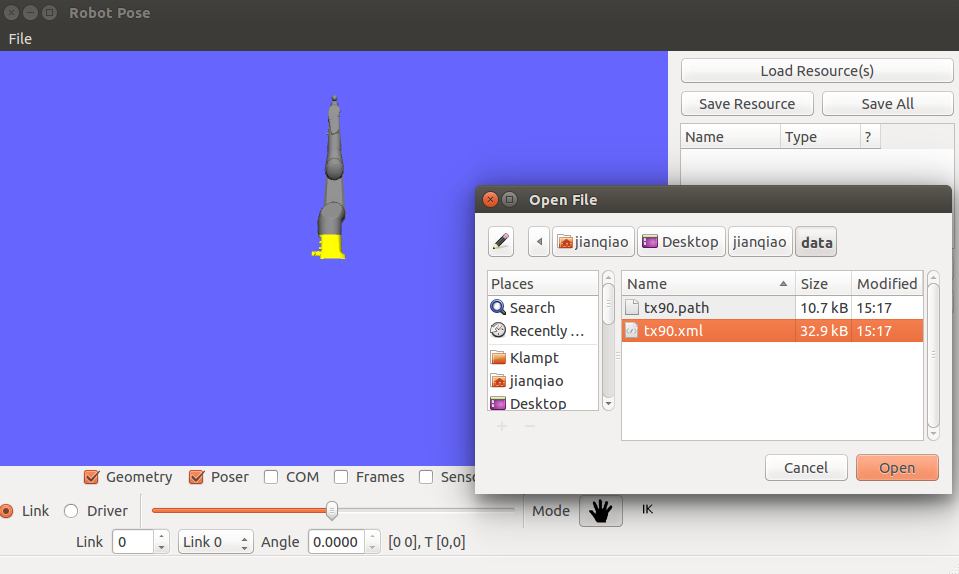 Robot Pose
File
Load Resource(s)
Save Resource Save All
Name Type ?
Open File
jianqiao Desktop jianqiao data
Places Name Size Modified
Search tx90.path 10.7 kB 15:17
Recently ... tx90.xml 32.9 kB 15:17
Klampt
jianqiao
Desktop
Cancel Open
Geometry Poser COM Frames
Link Driver Mode IK
Link 0 Link 0 Angle 0.0000 [0 0], T [0,0]